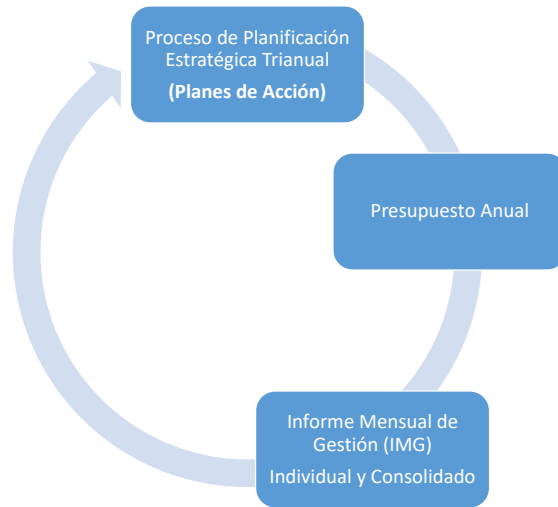 Proceso de Planificación
Estratégica Trianual
(Planes de Acción)
Presupuesto Anual
Informe Mensual de
Gestión (IMG)
Individual y Consolidado